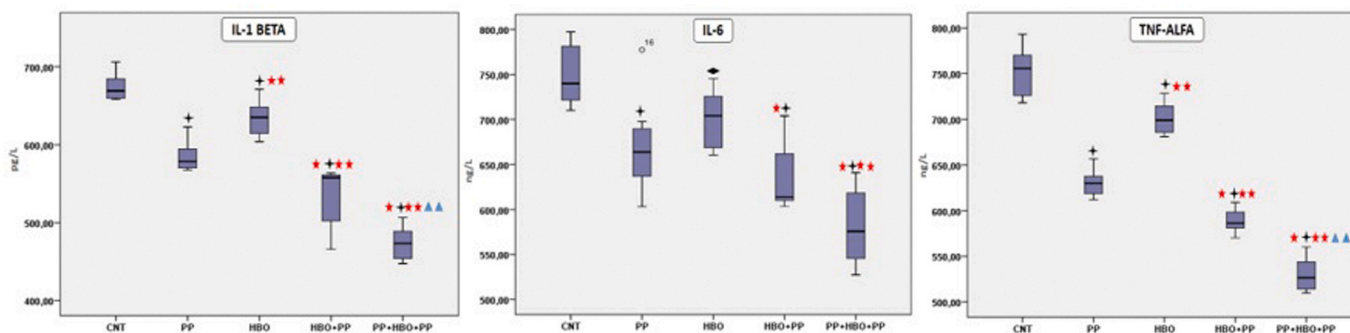 IL-1 BETA
700,00
600,00
500,00
400,00
pg/L
CNT PP HBO HBO+PP PP+HBO+PP
IL-6
800,00
750,00
700,00
650,00
600,00
550,00
500,00
ng/L
16
CNT PP HBO HBO+PP PP+HBO+PP
TNF-ALFA
800,00
750,00
700,00
650,00
600,00
550,00
500,00
ng/L
CNT PP HBO HBO+PP PP+HBO+PP